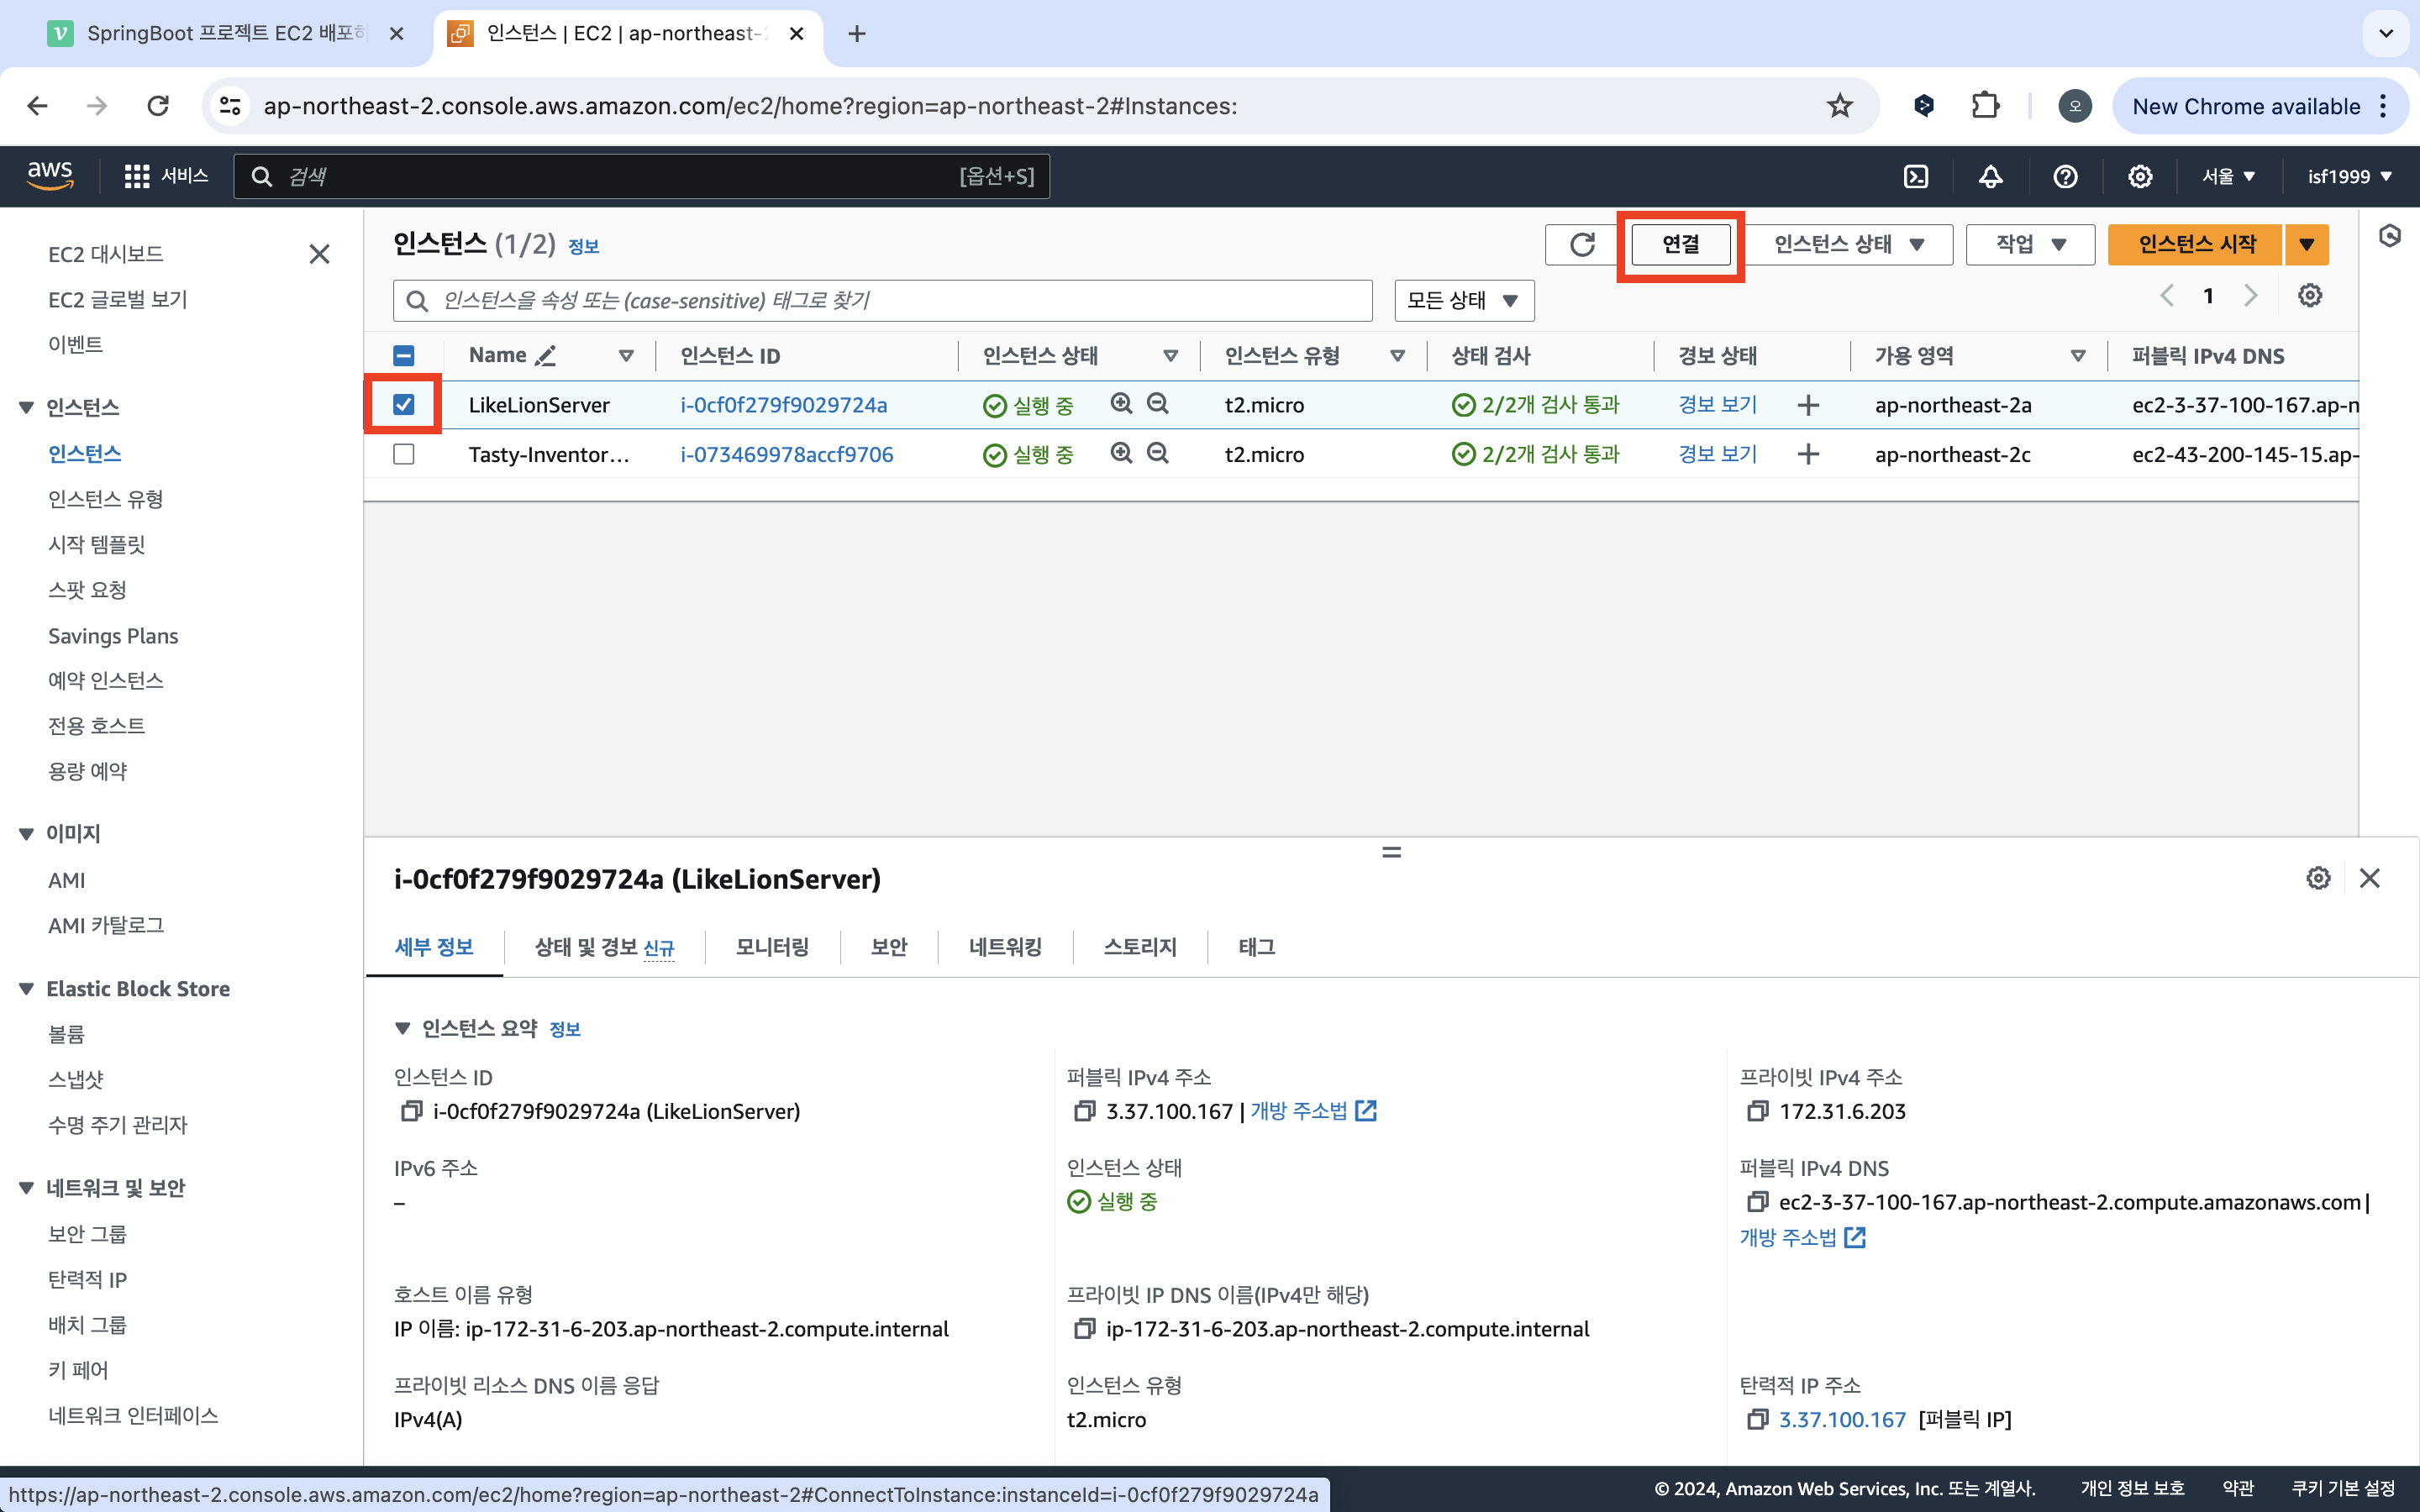 SpringBoot 프로젝트 EC2 배포하
인스턴스 | EC2 | ap-northeast-2
ap-northeast-2.console.aws.amazon.com/ec2/home?region=ap-northeast-2#Instances:
오
New Chrome available
aws
서비스
검색
[옵션+S]
서울
isf1999
EC2 대시보드
EC2 글로벌 보기
이벤트
인스턴스
인스턴스
인스턴스 유형
시작 템플릿
스팟 요청
Savings Plans
예약 인스턴스
전용 호스트
용량 예약
이미지
AMI
AMI 카탈로그
Elastic Block Store
볼륨
스냅샷
수명 주기 관리자
네트워크 및 보안
보안 그룹
탄력적 IP
배치 그룹
키 페어
네트워크 인터페이스
인스턴스 (1/2) 정보
연결
인스턴스 상태
작업
인스턴스 시작
인스턴스을 속성 또는 (case-sensitive) 태그로 찾기
모든 상태
1
Name 인스턴스 ID 인스턴스 상태 인스턴스 유형 상태 검사 경보 상태 가용 영역 퍼블릭 IPv4 DNS
LikeLionServer i-0cf0f279f9029724a 실행 중 t2.micro 2/2개 검사 통과 경보 보기 + ap-northeast-2a ec2-3-37-100-167.ap-n
Tasty-Inventor... i-073469978accf9706 실행 중 t2.micro 2/2개 검사 통과 경보 보기 + ap-northeast-2c ec2-43-200-145-15.ap-
i-0cf0f279f9029724a (LikeLionServer)
세부 정보 상태 및 경보 신규 모니터링 보안 네트워킹 스토리지 태그
인스턴스 요약 정보
인스턴스 ID
i-0cf0f279f9029724a (LikeLionServer)
퍼블릭 IPv4 주소
3.37.100.167 | 개방 주소법
프라이빗 IPv4 주소
172.31.6.203
IPv6 주소
–
인스턴스 상태
실행 중
퍼블릭 IPv4 DNS
ec2-3-37-100-167.ap-northeast-2.compute.amazonaws.com |
개방 주소법
호스트 이름 유형
IP 이름: ip-172-31-6-203.ap-northeast-2.compute.internal
프라이빗 IP DNS 이름(IPv4만 해당)
ip-172-31-6-203.ap-northeast-2.compute.internal
프라이빗 리소스 DNS 이름 응답
IPv4(A)
인스턴스 유형
t2.micro
탄력적 IP 주소
3.37.100.167 [퍼블릭 IP]
https://ap-northeast-2.console.aws.amazon.com/ec2/home?region=ap-northeast-2#ConnectToInstance:instanceId=i-0cf0f279f9029724a
© 2024, Amazon Web Services, Inc. 또는 계열사.
개인 정보 보호
약관
쿠키 기본 설정